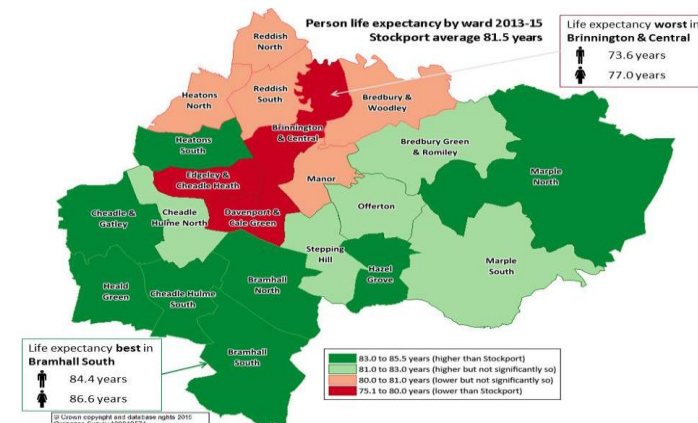 Person life expectancy by ward 2013-15
Stockport average 81.5 years
Life expectancy worst in
Brinnington & Central
73.6 years
77.0 years
Reddish
North
Heatons
North
Reddish
South
Bredbury &
Woodley
Brinnington
& Central
Heatons
South
Bredbury Green
& Romiley
Edgeley &
Cheadle Heath
Manor
Marple
North
Cheadle &
Gatley
Cheadle
Hulme North
Davenport &
Cale Green
Offerton
Stepping
Hill
Marple
South
Heald
Green
Cheadle Hulme
South
Bramhall
North
Hazel
Grove
Bramhall
South
Life expectancy best in
Bramhall South
84.4 years
86.6 years
83.0 to 85.5 years (higher than Stockport)
81.0 to 83.0 years (higher but not significantly so)
80.0 to 81.0 years (lower but not significantly so)
75.1 to 80.0 years (lower than Stockport)
© Crown copyright and database rights 2015